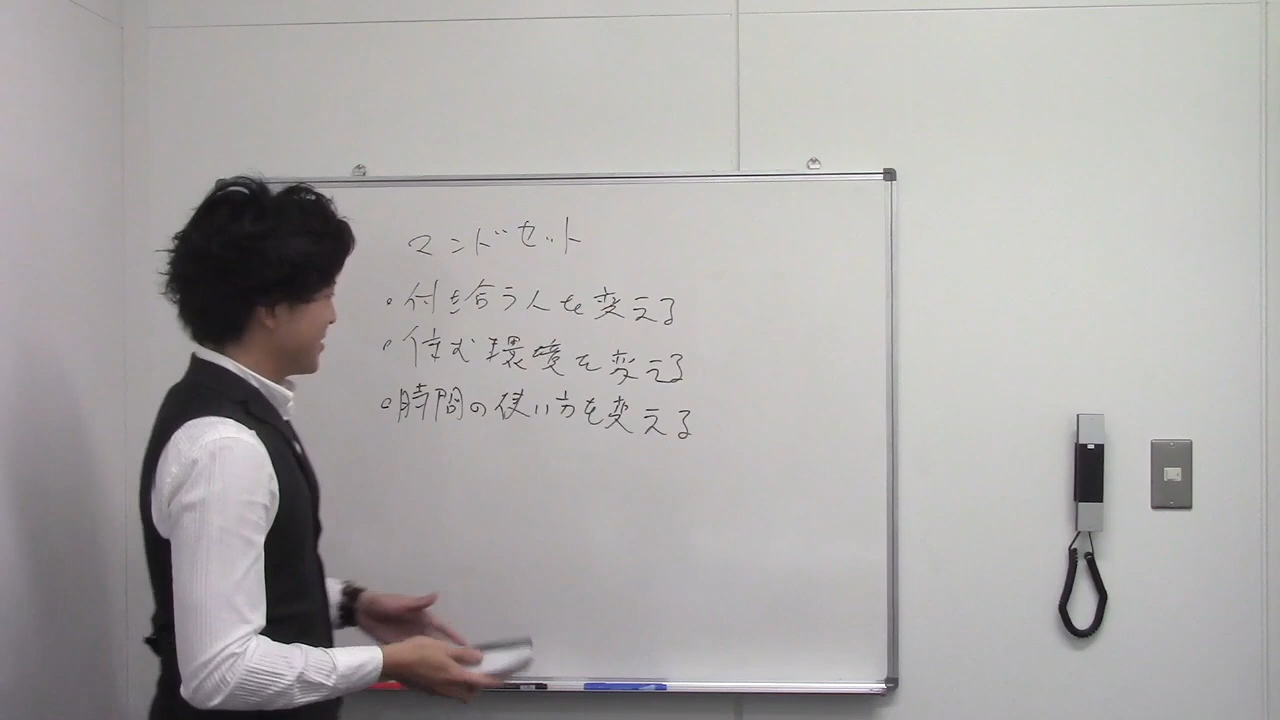 マンドセット
・付き合う人を変える
・住む環境を変える
・時間の使い方を変える